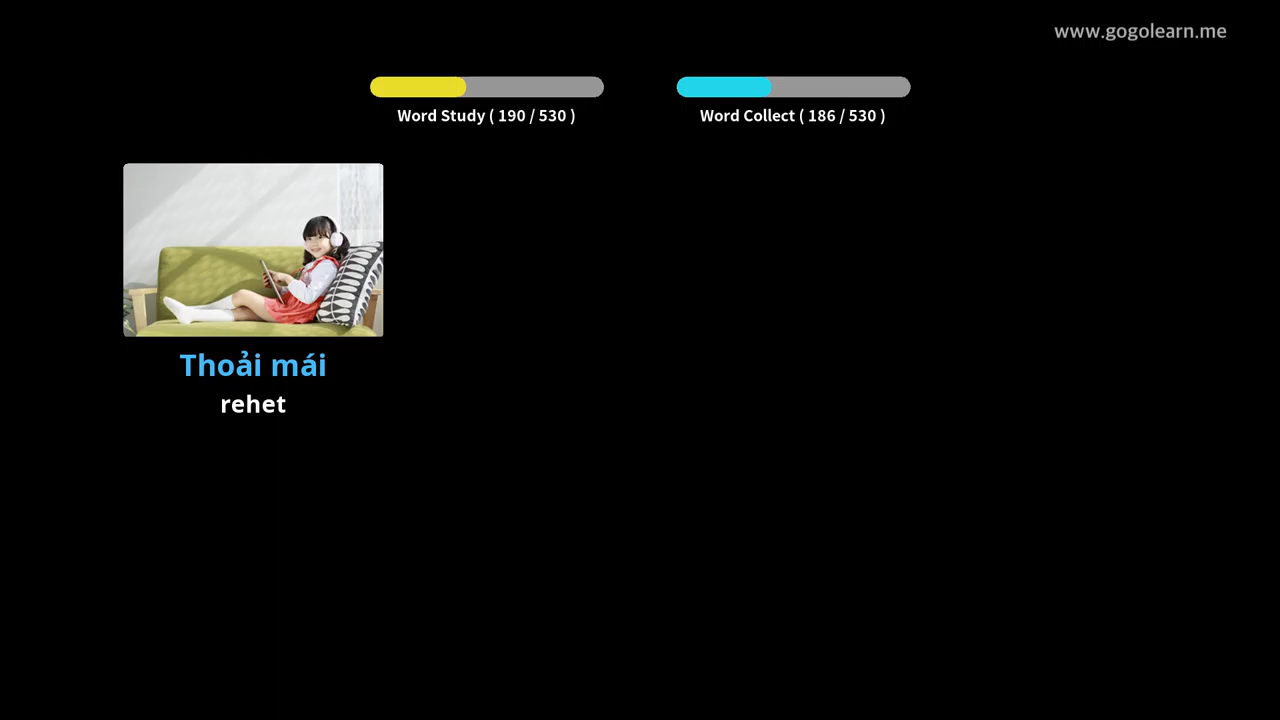 www.gogolearn.me
Word Study ( 190 / 530 )
Word Collect ( 186 / 530 )
Thoải mái
rehet